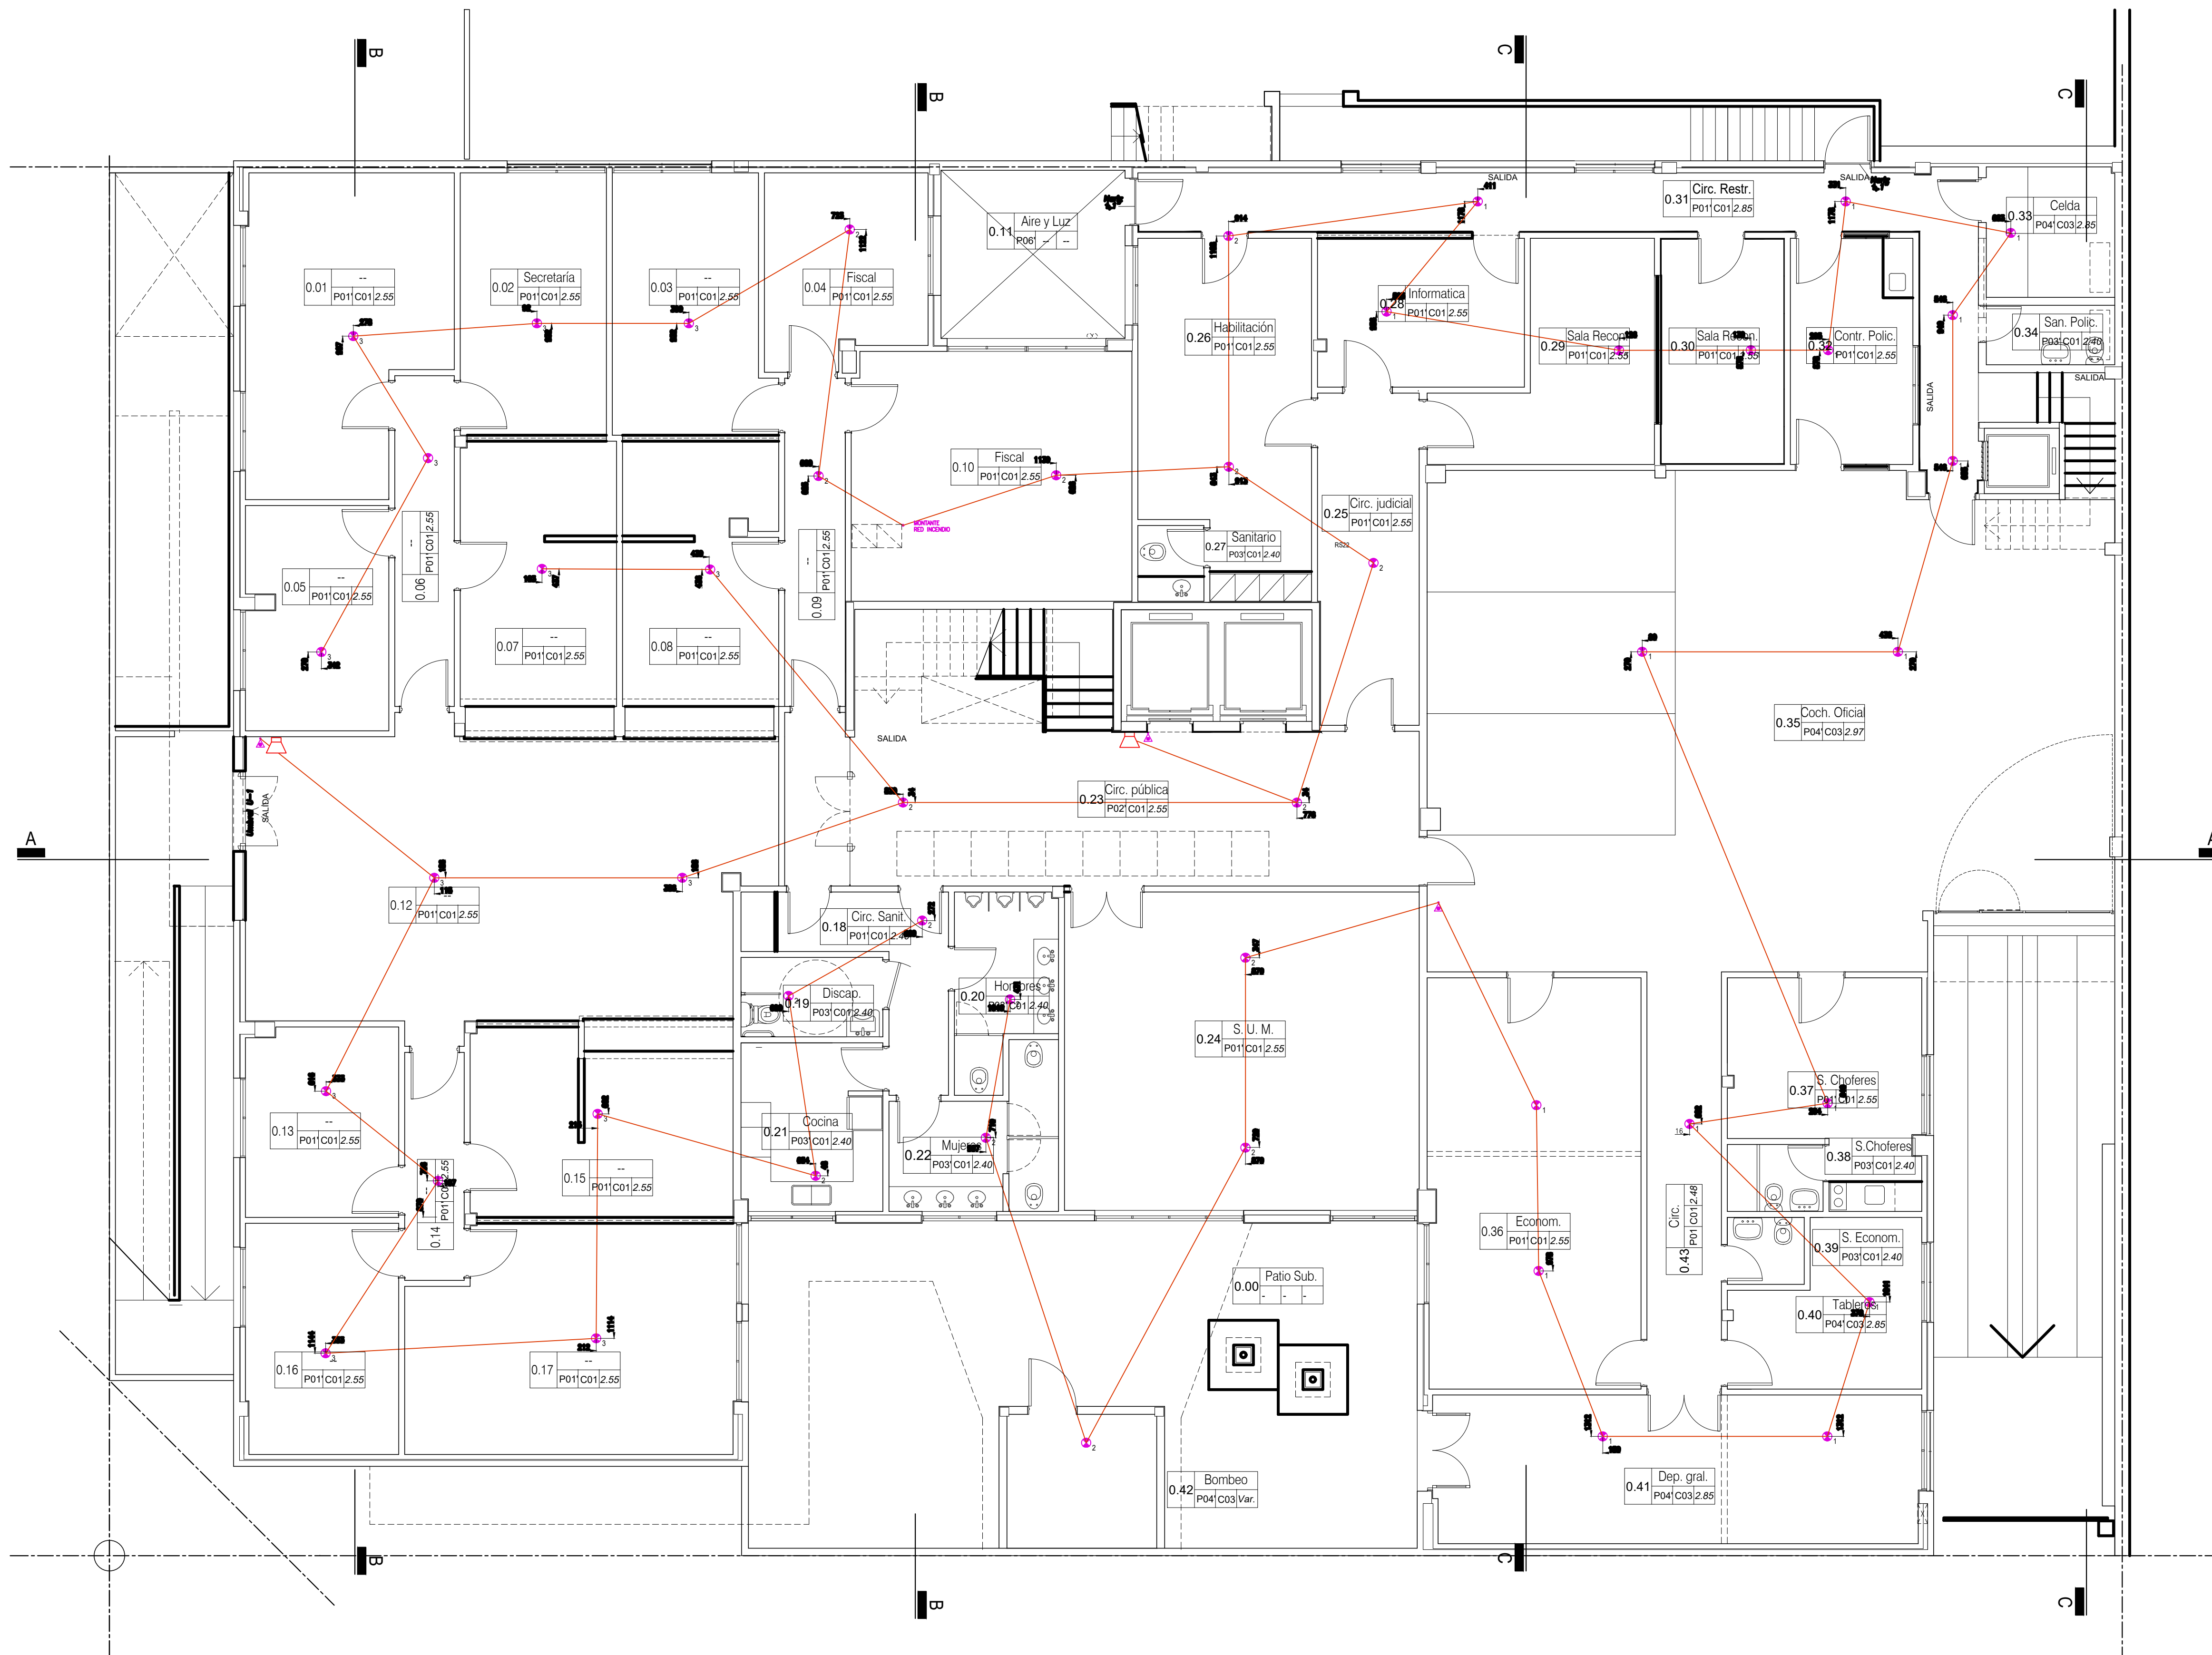 B
B
C
C
SALIDA
SALIDA
0.31 Circ. Restr.
P01' C01 2.85
0.33 Celda
P04' C03 2.85
0.11 Aire y Luz
P06' -- --
0.01 --
P01' C01 2.55
0.02 Secretaría
P01' C01 2.55
0.03 --
P01' C01 2.55
0.04 Fiscal
P01' C01 2.55
0.26 Habilitación
P01' C01 2.55
0.28 Informatica
P01' C01 2.55
0.29 Sala Recon.
P01' C01 2.55
0.30 Sala Recon.
P01' C01 2.55
0.32 Contr. Polic.
P01' C01 2.55
0.34 San. Polic.
P03' C01 2.40
SALIDA
SALIDA
0.10 Fiscal
P01' C01 2.55
MONTANTE
RED INCENDIO
0.25 Circ. judicial
P01' C01 2.55
RS22
0.27 Sanitario
P03' C01 2.40
0.05 --
P01' C01 2.55
0.06 --
P01' C01 2.55
0.07 --
P01' C01 2.55
0.08 --
P01' C01 2.55
0.09 --
P01' C01 2.55
0.35 Coch. Oficial
P04' C03 2.97
SALIDA
Umbral U-1
SALIDA
0.23 Circ. pública
P02' C01 2.55
A
A
0.12 --
P01' C01 2.55
0.18 Circ. Sanit.
P01' C01 2.40
0.19 Discap.
P03' C01 2.40
0.20 Hombres
P03' C01 2.40
0.24 S. U. M.
P01' C01 2.55
0.37 S. Choferes
P01' C01 2.55
0.13 --
P01' C01 2.55
0.21 Cocina
P03' C01 2.40
0.22 Mujeres
P03' C01 2.40
0.38 S.Choferes
P03' C01 2.40
0.14 --
P01' C01 2.55
0.15 --
P01' C01 2.55
0.36 Econom.
P01' C01 2.55
0.43 Circ.
P01 C01 2.48
0.39 S. Econom.
P03' C01 2.40
0.00 Patio Sub.
- - -
0.40 Tableros
P04' C03 2.85
0.16 --
P01' C01 2.55
0.17 --
P01' C01 2.55
0.42 Bombeo
P04' C03 Var.
0.41 Dep. gral.
P04' C03 2.85
B
B
C
C